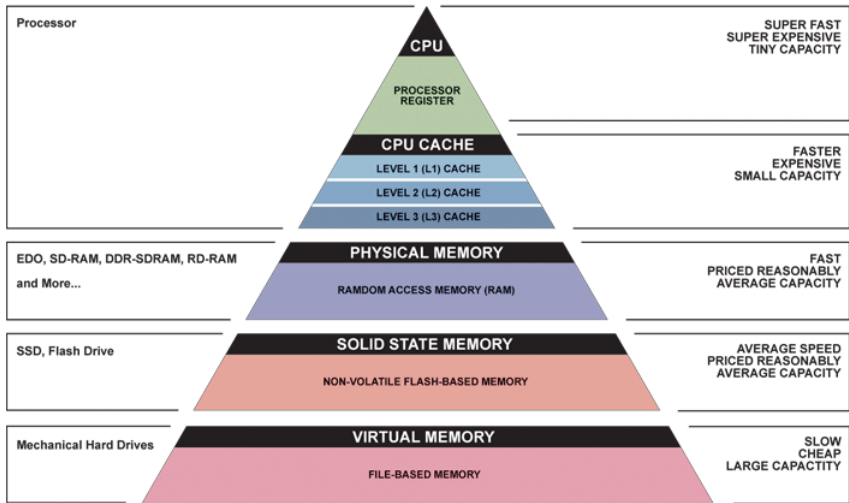 Processor
CPU
SUPER FAST
SUPER EXPENSIVE
TINY CAPACITY
PROCESSOR
REGISTER
CPU CACHE
LEVEL 1 (L1) CACHE
LEVEL 2 (L2) CACHE
LEVEL 3 (L3) CACHE
FASTER
EXPENSIVE
SMALL CAPACITY
EDO, SD-RAM, DDR-SDRAM, RD-RAM
and More...
PHYSICAL MEMORY
RAMDOM ACCESS MEMORY (RAM)
FAST
PRICED REASONABLY
AVERAGE CAPACITY
SSD, Flash Drive
SOLID STATE MEMORY
NON-VOLATILE FLASH-BASED MEMORY
AVERAGE SPEED
PRICED REASONABLY
AVERAGE CAPACITY
Mechanical Hard Drives
VIRTUAL MEMORY
FILE-BASED MEMORY
SLOW
CHEAP
LARGE CAPACTITY